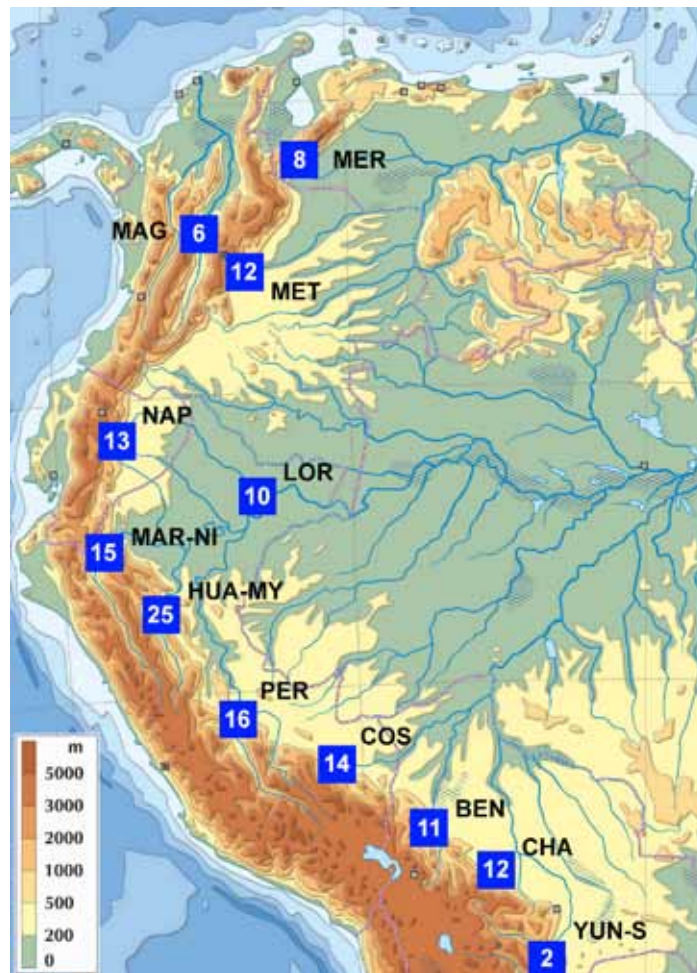 8 MER
MAG 6
12 MET
NAP
13
LOR
10
MAR-NI
15
HUA-MY
25
PER
16
COS
14
BEN
11
CHA
12
YUN-S
2
m
5000
3000
2000
1000
500
200
0